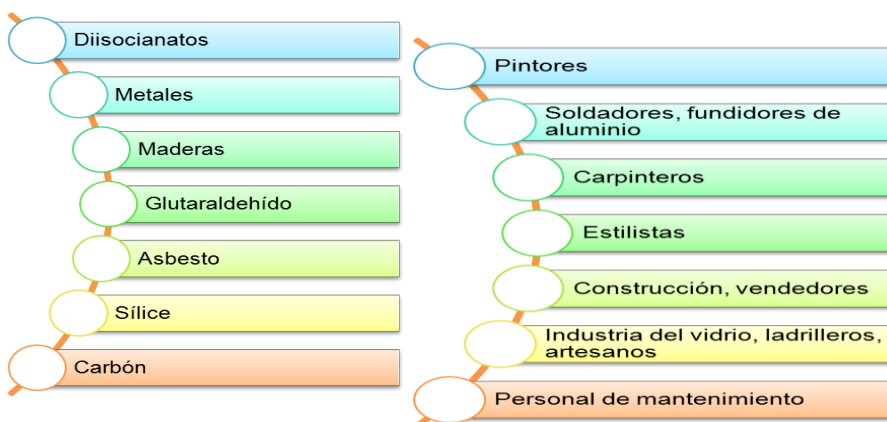 Diisocianatos
Metales
Maderas
Glutaraldehído
Asbesto
Sílice
Carbón
Pintores
Soldadores, fundidores de
aluminio
Carpinteros
Estilistas
Construcción, vendedores
Industria del vidrio, ladrilleros,
artesanos
Personal de mantenimiento